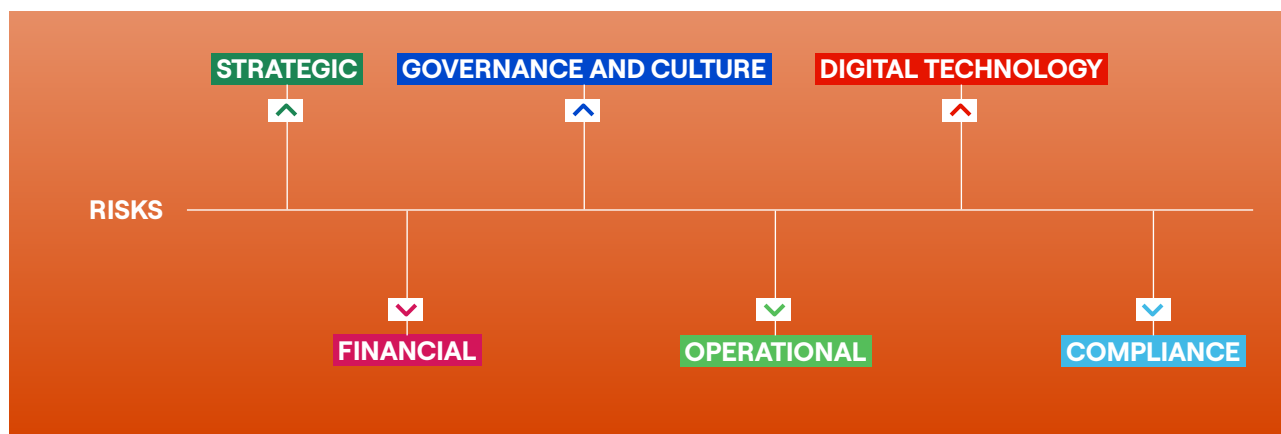 STRATEGIC
GOVERNANCE AND CULTURE
DIGITAL TECHNOLOGY
RISKS
FINANCIAL
OPERATIONAL
COMPLIANCE